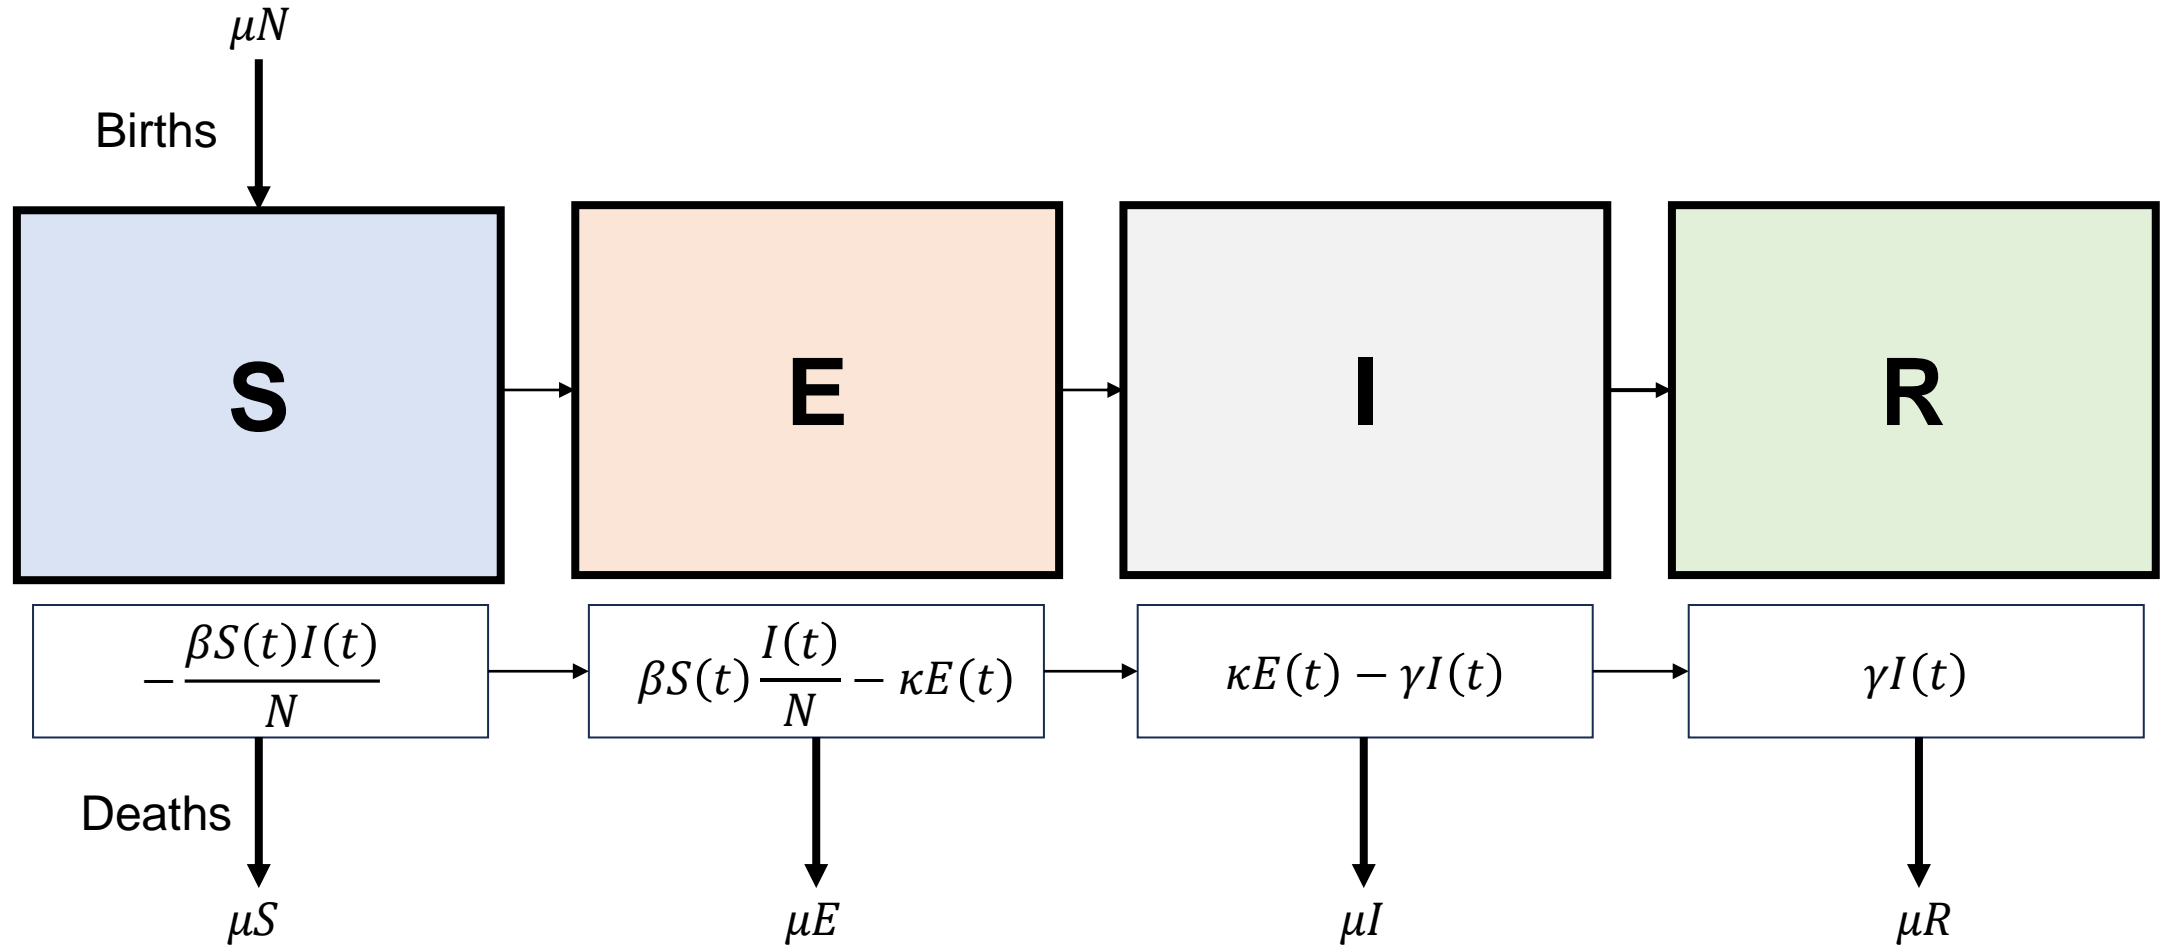 μN
Births
S
E
I
R
− βS(t)I(t)/N
βS(t) I(t)/N − κE(t)
κE(t) − γI(t)
γI(t)
Deaths
μS
μE
μI
μR